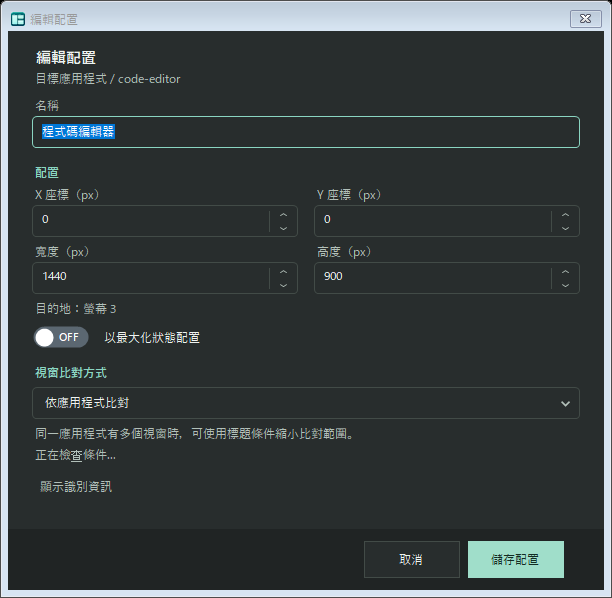 編輯配置
編輯配置
目標應用程式 / code-editor
名稱
程式碼編輯器
配置
X 座標（px） Y 座標（px）
0 0
寬度（px） 高度（px）
1440 900
目的地：螢幕 3
OFF 以最大化狀態配置
視窗比對方式
依應用程式比對
同一應用程式有多個視窗時，可使用標題條件縮小比對範圍。
正在檢查條件...
顯示識別資訊
取消 儲存配置